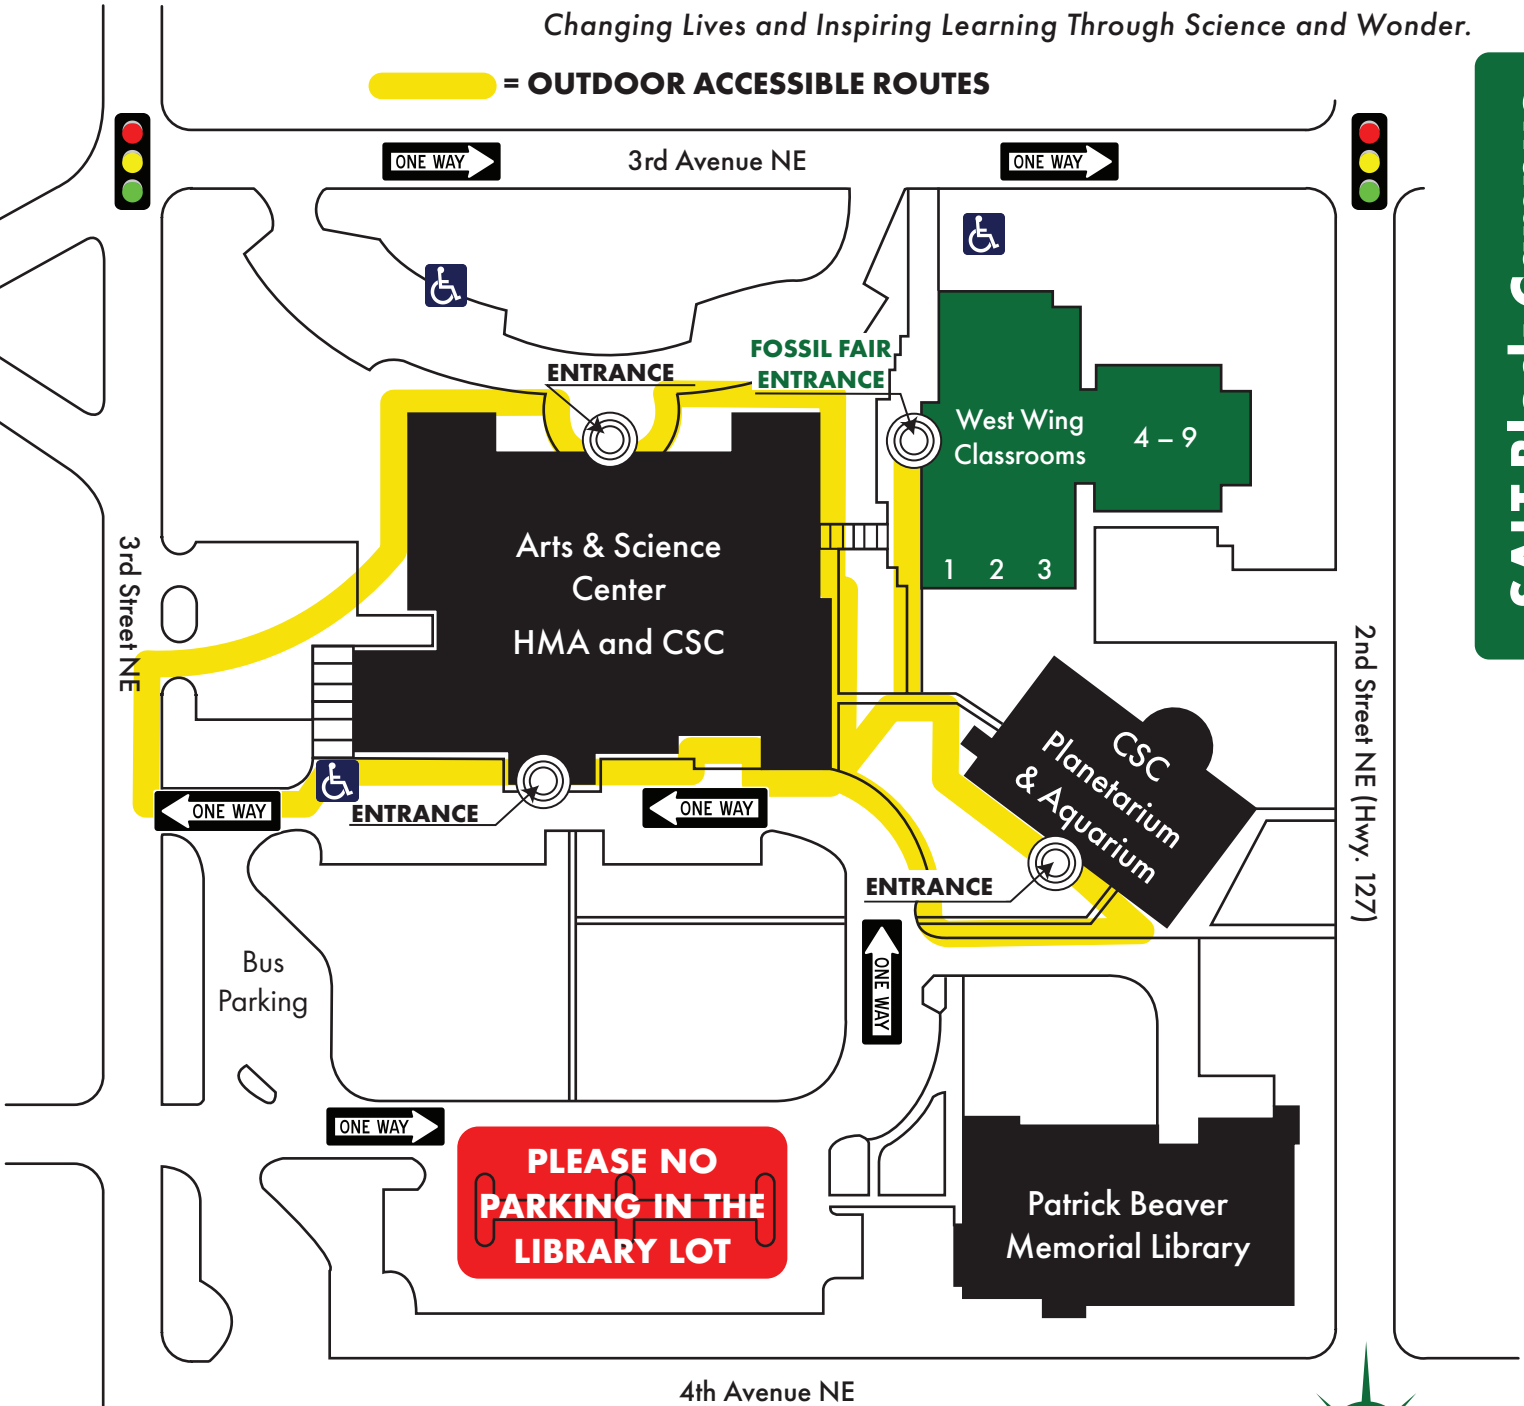 Changing Lives and Inspiring Learning Through Science and Wonder.
= OUTDOOR ACCESSIBLE ROUTES
ONE WAY
3rd Avenue NE
ONE WAY
FOSSIL FAIR
ENTRANCE
ENTRANCE
West Wing
Classrooms
4 – 9
1 2 3
Arts & Science
Center
HMA and CSC
3rd Street NE
2nd Street NE (Hwy. 127)
CSC
Planetarium
& Aquarium
ONE WAY
ENTRANCE
ONE WAY
ENTRANCE
ONE WAY
Bus
Parking
ONE WAY
PLEASE NO
PARKING IN THE
LIBRARY LOT
Patrick Beaver
Memorial Library
4th Avenue NE